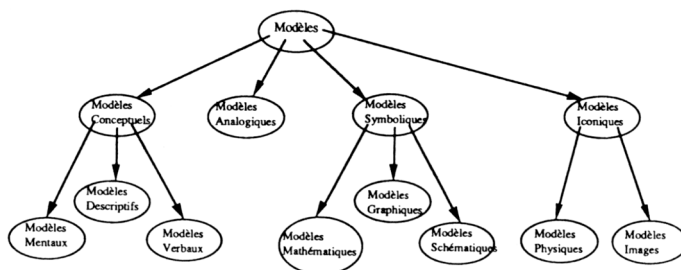 Modèles
Modèles
Conceptuels
Modèles
Analogiques
Modèles
Symboliques
Modèles
Iconiques
Modèles
Descriptifs
Modèles
Graphiques
Modèles
Mentaux
Modèles
Verbaux
Modèles
Mathématiques
Modèles
Schématiques
Modèles
Physiques
Modèles
Images